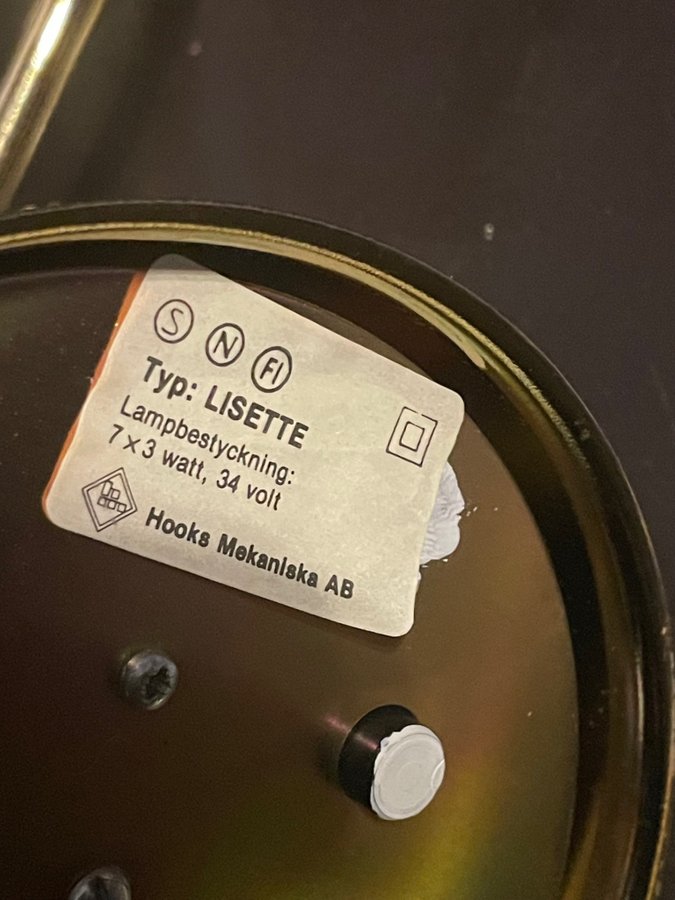 S N FI
Typ: LISETTE
Lampbestyckning:
7 x 3 watt, 34 volt
Hooks Mekaniska AB